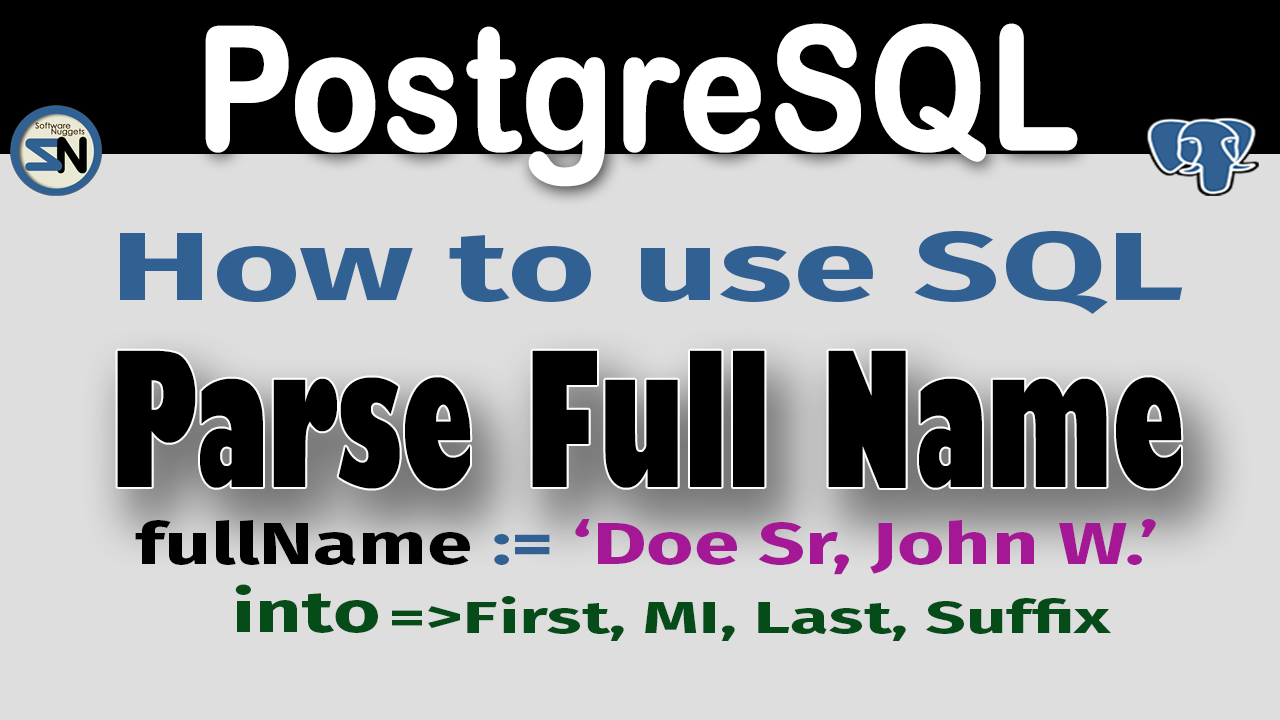 PostgreSQL
Software
Nuggets
SN
How to use SQL
Parse Full Name
fullName := ‘Doe Sr, John W.’
into =>First, MI, Last, Suffix